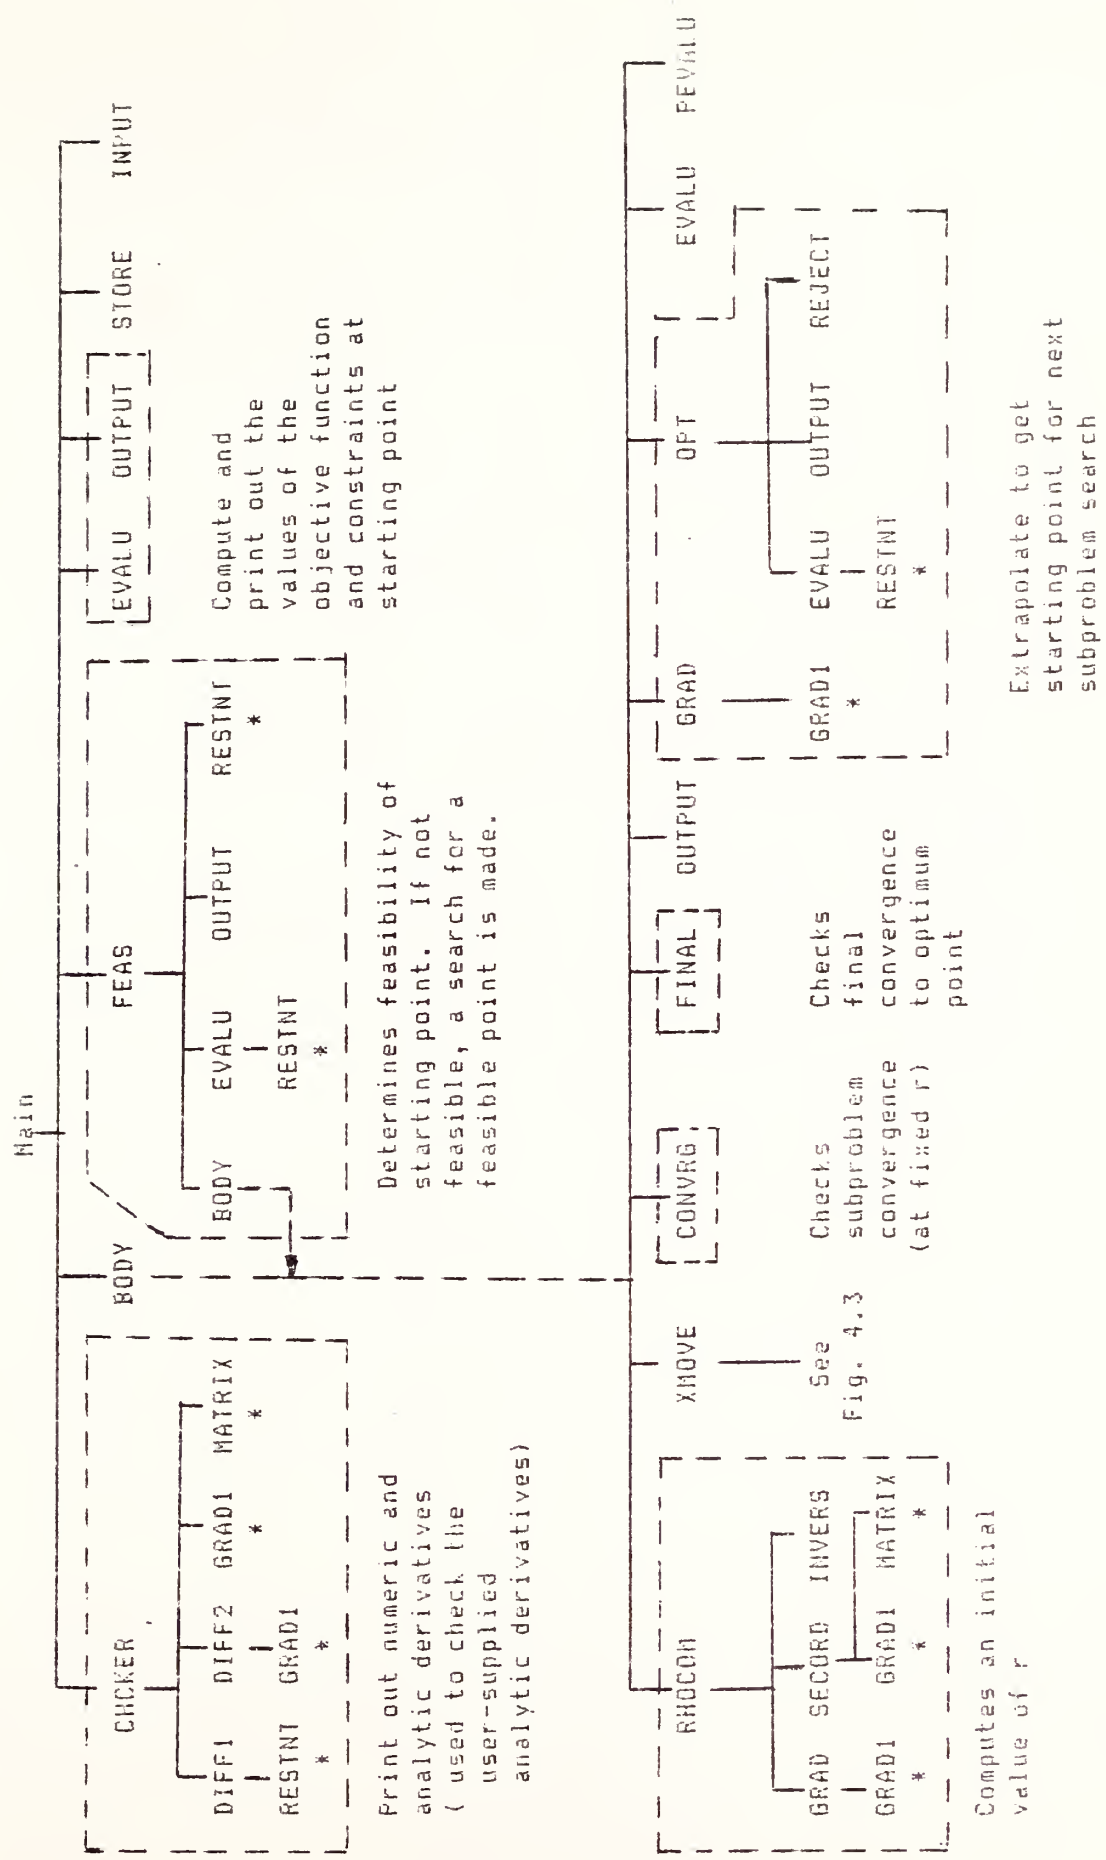 Main
CHCKER BODY FEAS EVALU OUTPUT STORE INPUT
DIFF1 DIFF2 GRAD1 MATRIX
* *
RESTNT GRAD1
* *
BODY EVALU OUTPUT RESTNT
*
RESTNT
*
Print out numeric and
analytic derivatives
( used to check the
user-suplied
analytic derivatives)
Determines feasibility of
starting point. If not
feasible, a search for a
feasible point is made.
Compute and
print out the
values of the
objective function
and constraints at
starting point
RHOCOM XMOVE CONVRG FINAL OUTPUT GRAD OPT EVALU PEVALU
GRAD SECORD INVERS
GRAD1 GRAD1 MATRIX
* * *
Computes an initial
value of r
See
Fig. 4.3
Checks
subproblem
convergence
(at fixed r)
Checks
final
convergence
to optimum
point
GRAD1
*
EVALU OUTPUT REJECT
RESTNT
*
Extrapolate to get
starting point for next
subproblem search